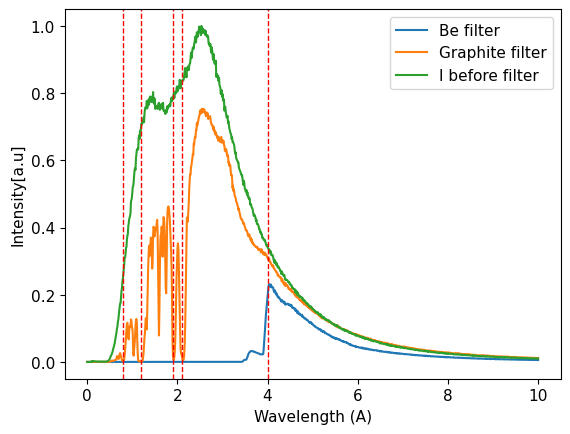 Be filter
Graphite filter
I before filter
Intensity[a.u]
1.0
0.8
0.6
0.4
0.2
0.0
0 2 4 6 8 10
Wavelength (A)